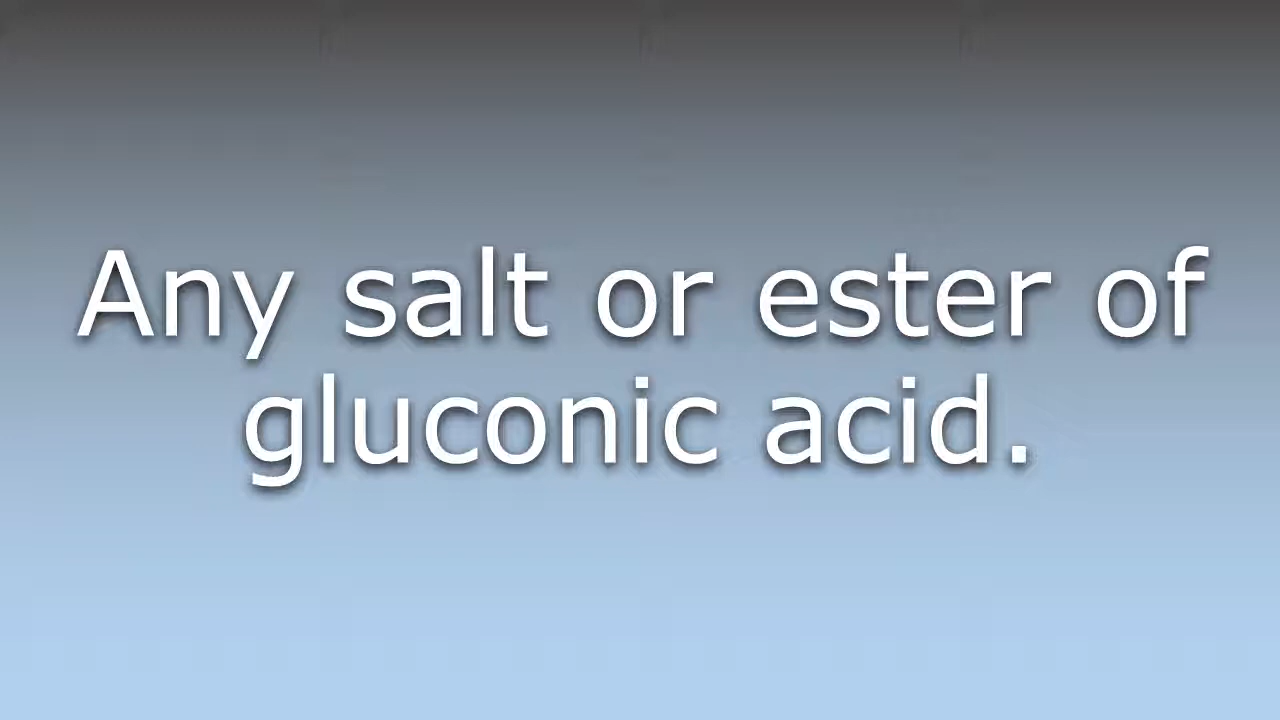 Any salt or ester of
gluconic acid.